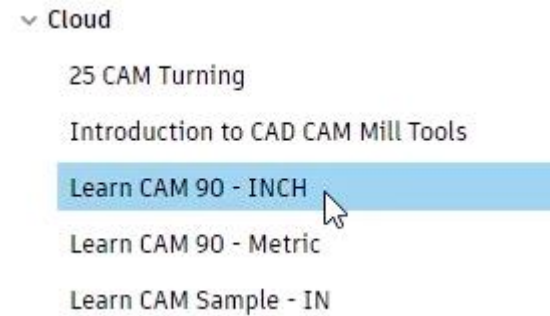 Cloud
25 CAM Turning
Introduction to CAD CAM Mill Tools
Learn CAM 90 - INCH
Learn CAM 90 - Metric
Learn CAM Sample - IN